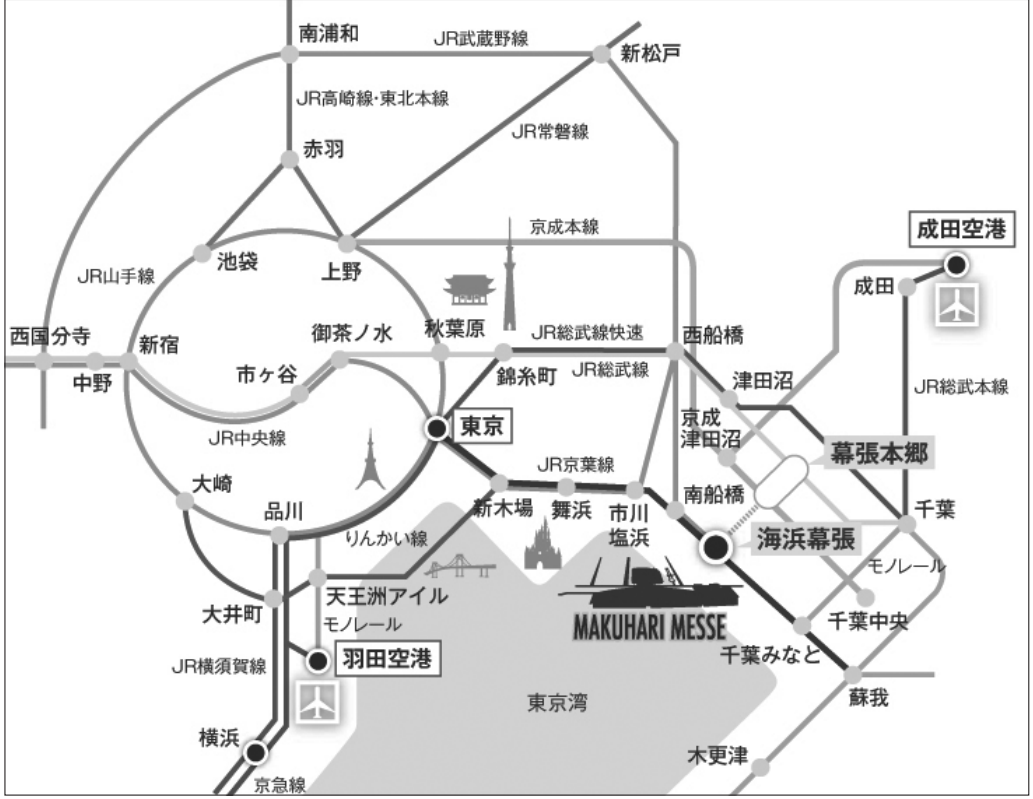 南浦和
JR武蔵野線
新松戸
JR高崎線・東北本線
JR常磐線
赤羽
京成本線
成田空港
池袋
上野
JR山手線
成田
西国分寺
新宿
御茶ノ水
秋葉原
JR総武線快速
西船橋
中野
市ヶ谷
錦糸町
JR総武線
津田沼
JR総武本線
JR中央線
東京
京成
津田沼
幕張本郷
JR京葉線
大崎
品川
新木場
舞浜
市川
塩浜
南船橋
千葉
りんかい線
海浜幕張
モノレール
大井町
天王洲アイル
モノレール
MAKUHARI MESSE
千葉中央
千葉みなと
羽田空港
JR横須賀線
蘇我
東京湾
横浜
木更津
京急線